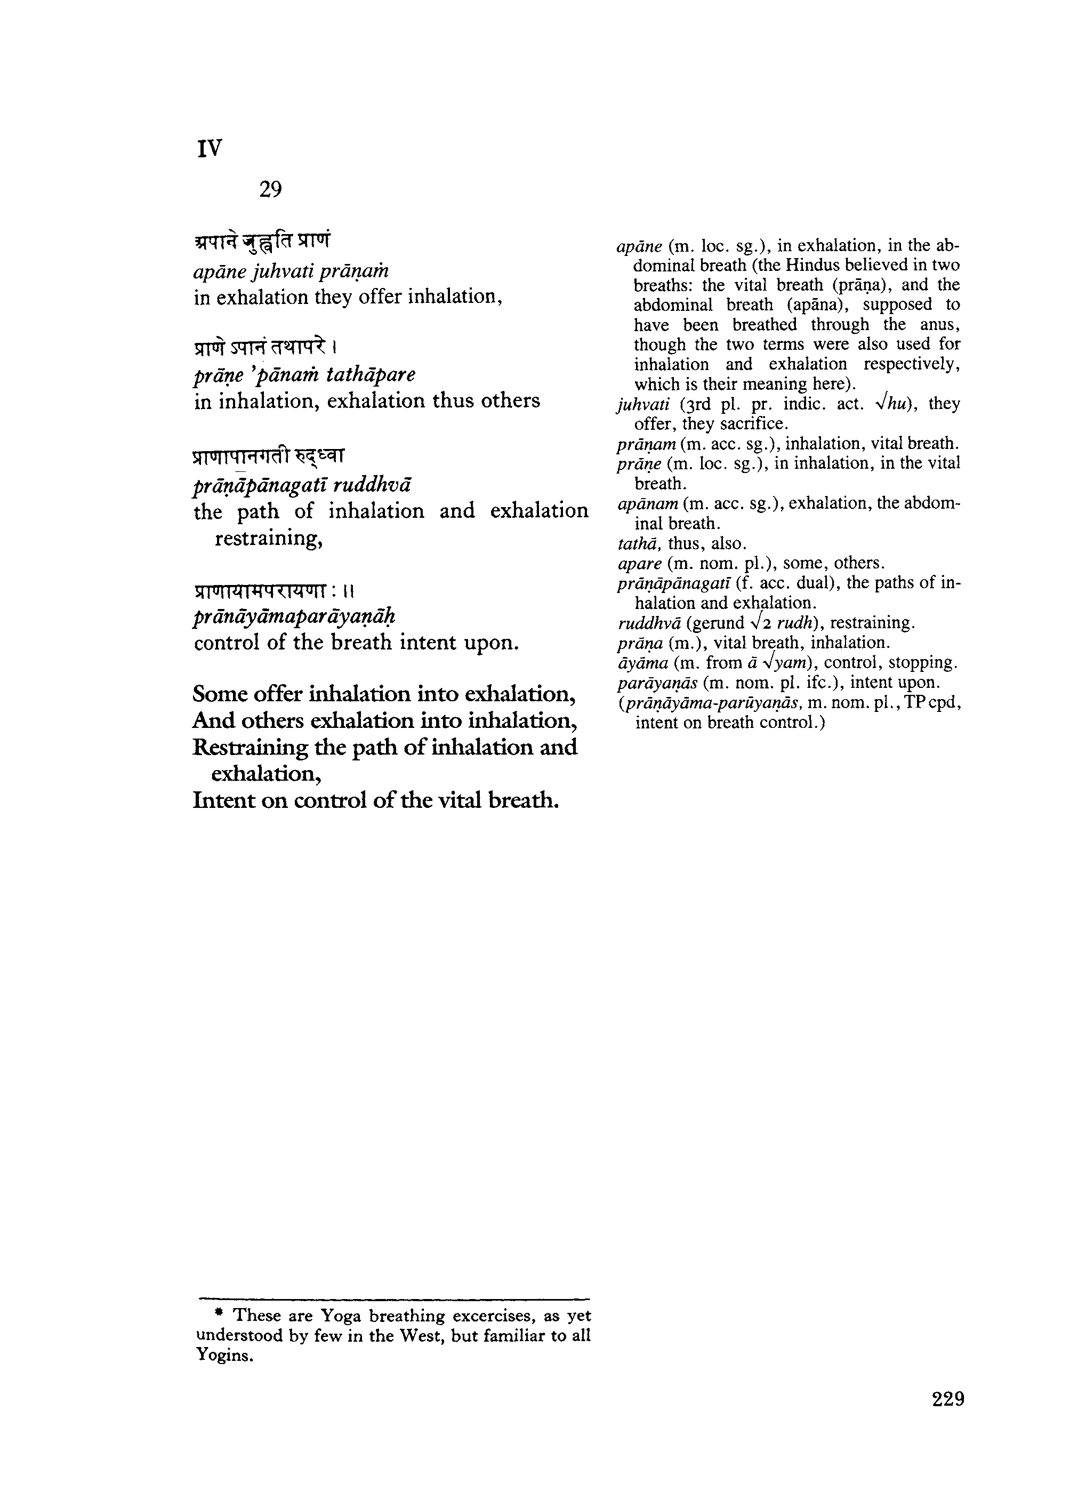 IV
29
अपाने जुह्वति प्राणं
apāne juhvati prāṇaṁ
in exhalation they offer inhalation,
प्राणे ऽपानं तथापरे ।
prāṇe 'pānaṁ tathāpare
in inhalation, exhalation thus others
प्राणापानगती रुद्ध्वा
prāṇāpānagatī ruddhvā
the path of inhalation and exhalation
restraining,
प्राणायामपरायणाः ॥
prānāyāmaparāyaṇāḥ
control of the breath intent upon.
Some offer inhalation into exhalation,
And others exhalation into inhalation,
Restraining the path of inhalation and
exhalation,
Intent on control of the vital breath.
apāne (m. loc. sg.), in exhalation, in the ab-
dominal breath (the Hindus believed in two
breaths: the vital breath (prāṇa), and the
abdominal breath (apāna), supposed to
have been breathed through the anus,
though the two terms were also used for
inhalation and exhalation respectively,
which is their meaning here).
juhvati (3rd pl. pr. indic. act. √hu), they
offer, they sacrifice.
prāṇam (m. acc. sg.), inhalation, vital breath.
prāṇe (m. loc. sg.), in inhalation, in the vital
breath.
apānam (m. acc. sg.), exhalation, the abdom-
inal breath.
tathā, thus, also.
apare (m. nom. pl.), some, others.
prāṇāpānagatī (f. acc. dual), the paths of in-
halation and exhalation.
ruddhvā (gerund √2 rudh), restraining.
prāṇa (m.), vital breath, inhalation.
āyāma (m. from ā √yam), control, stopping.
parāyaṇās (m. nom. pl. ifc.), intent upon.
(prāṇāyāma-parūyaṇās, m. nom. pl., TP cpd,
intent on breath control.)
* These are Yoga breathing excercises, as yet
understood by few in the West, but familiar to all
Yogins.
229